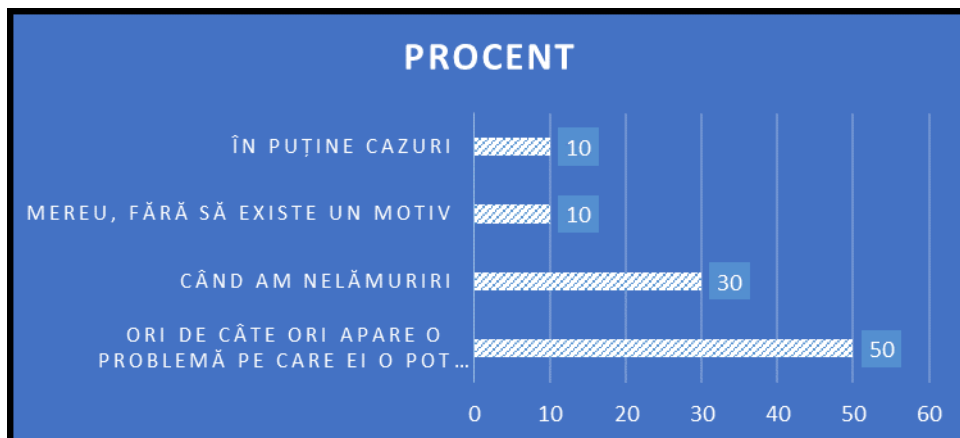 PROCENT
ÎN PUȚINE CAZURI
10
MEREU, FĂRĂ SĂ EXISTE UN MOTIV
10
CÂND AM NELĂMURIRI
30
ORI DE CÂTE ORI APARE O
PROBLEMĂ PE CARE EI O POT…
50
0 10 20 30 40 50 60